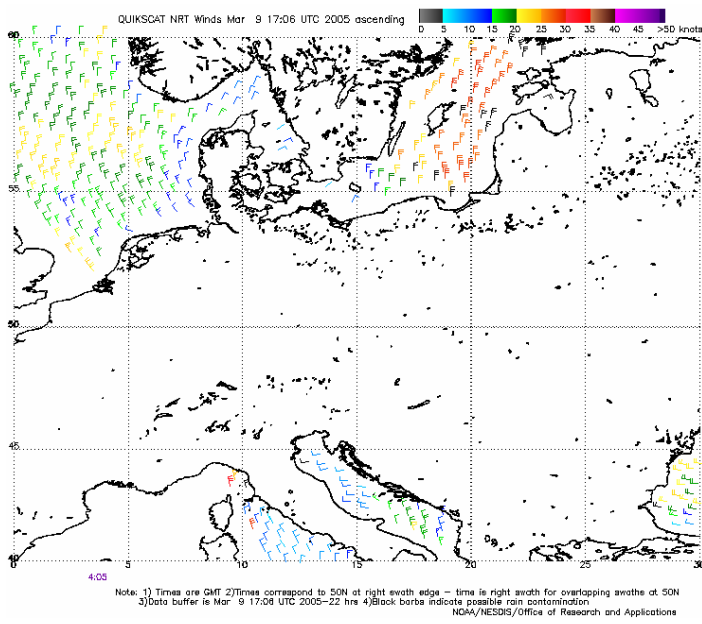 QUIKSCAT NRT Winds Mar 9 17:06 UTC 2005 ascending
0 5 10 15 20 25 30 35 40 45 >50 knots
60
55
50
45
40
0 5 10 15 20 25 30
4:05
Note: 1) Times are GMT 2)Times correspond to 50N at right swath edge - time is right swath for overlapping swaths at 50N
3)Data buffer is Mar 9 17:06 UTC 2005-22 hrs 4)Black barbs indicate possible rain contamination
NOAA/NESDIS/Office of Research and Applications